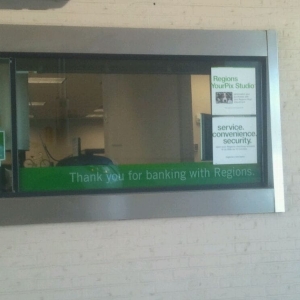 Regions
YourPix Studio
service.
convenience.
security.
Thank you for banking with Regions.